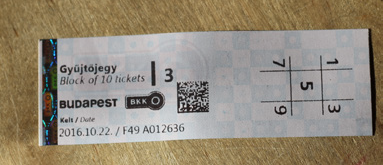 Gyűjtőjegy
Block of 10 tickets
3
BUDAPEST BKK
Kelt / Date
2016.10.22. / F49 A012636
1 3
5
7 9